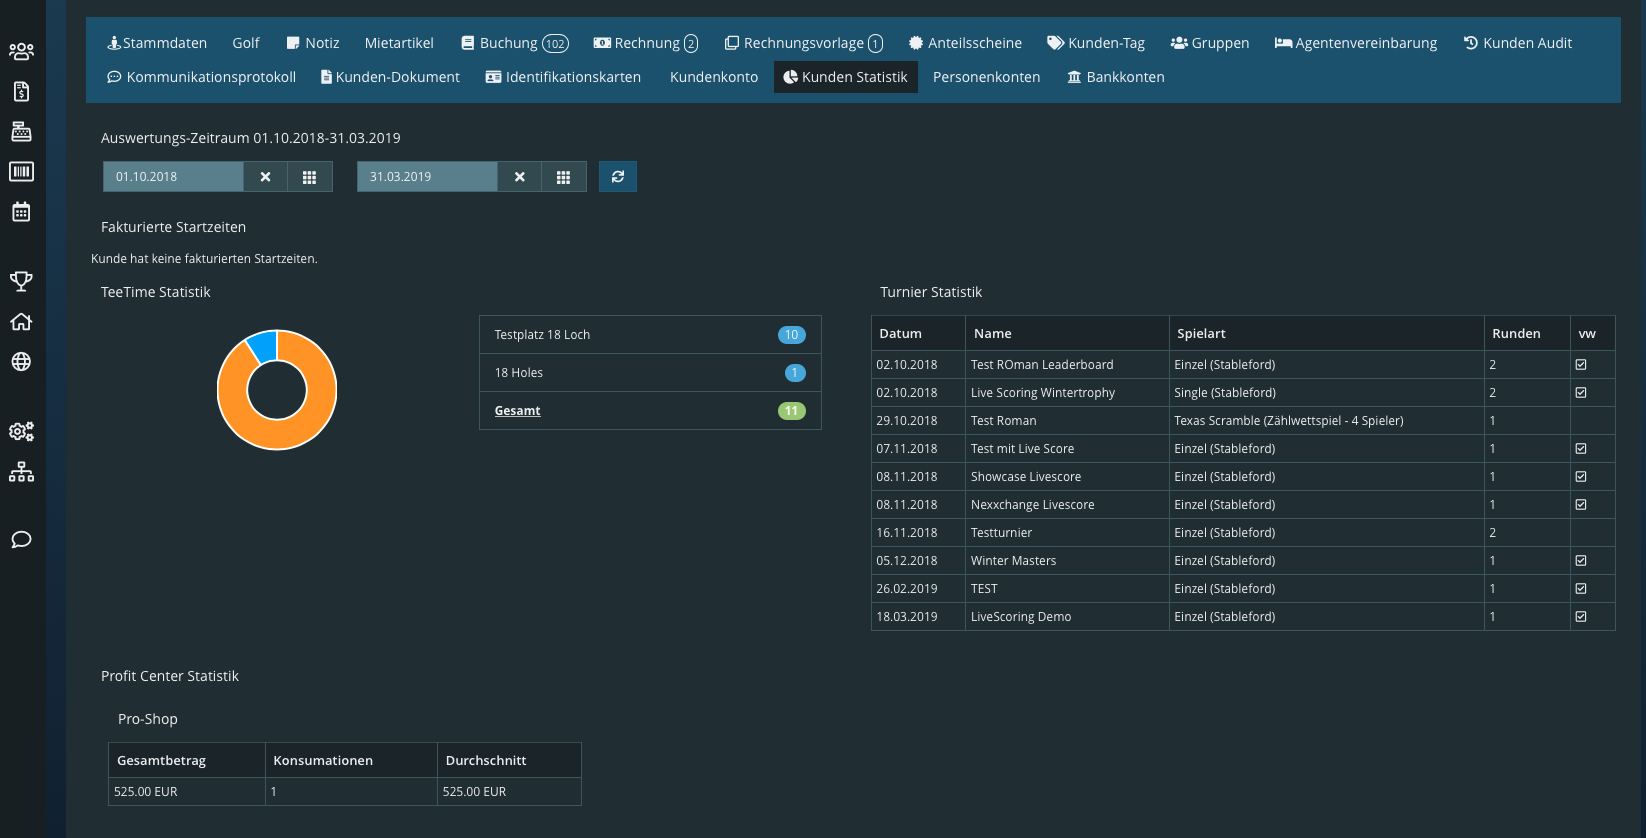 Stammdaten Golf Notiz Mietartikel Buchung 102 Rechnung 2 Rechnungsvorlage 1 Anteilsscheine Kunden-Tag Gruppen Agentenvereinbarung Kunden Audit
Kommunikationsprotokoll Kunden-Dokument Identifikationskarten Kundenkonto Kunden Statistik Personenkonten Bankkonten
Auswertungs-Zeitraum 01.10.2018-31.03.2019
01.10.2018 31.03.2019
Fakturierte Startzeiten
Kunde hat keine fakturierten Startzeiten.
TeeTime Statistik
Testplatz 18 Loch 10
18 Holes 1
Gesamt 11
Turnier Statistik
Datum Name Spielart Runden vw
02.10.2018 Test ROman Leaderboard Einzel (Stableford) 2
02.10.2018 Live Scoring Wintertrophy Single (Stableford) 2
29.10.2018 Test Roman Texas Scramble (Zählwettspiel - 4 Spieler) 1
07.11.2018 Test mit Live Score Einzel (Stableford) 1
08.11.2018 Showcase Livescore Einzel (Stableford) 1
08.11.2018 Nexxchange Livescore Einzel (Stableford) 1
16.11.2018 Testturnier Einzel (Stableford) 2
05.12.2018 Winter Masters Einzel (Stableford) 1
26.02.2019 TEST Einzel (Stableford) 1
18.03.2019 LiveScoring Demo Einzel (Stableford) 1
Profit Center Statistik
Pro-Shop
Gesamtbetrag Konsumationen Durchschnitt
525.00 EUR 1 525.00 EUR